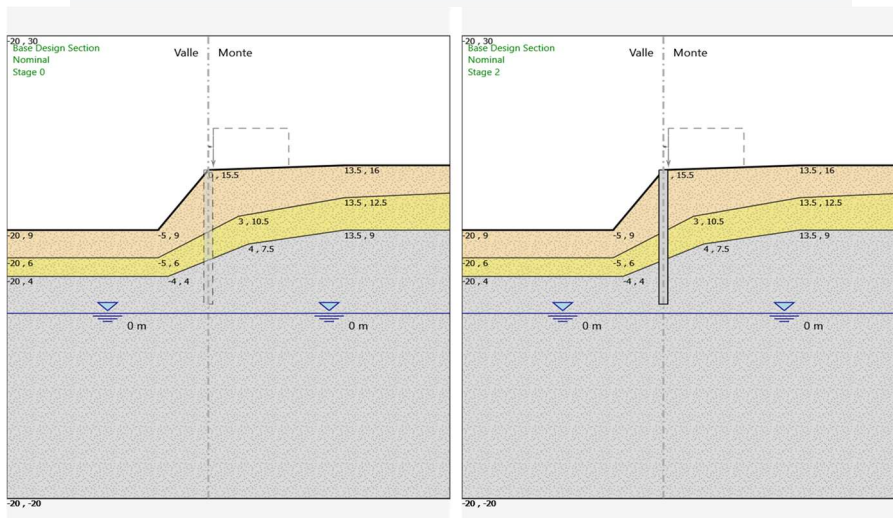 -20 , 30
Base Design Section
Nominal
Stage 0
Valle
Monte
, 15.5
13.5 , 16
13.5 , 12.5
3 , 10.5
-20 , 9
-5 , 9
13.5 , 9
4 , 7.5
-20 , 6
-5 , 6
-20 , 4
-4 , 4
0 m
0 m
-20 , -20
-20 , 30
Base Design Section
Nominal
Stage 2
Valle
Monte
, 15.5
13.5 , 16
13.5 , 12.5
3 , 10.5
-20 , 9
-5 , 9
13.5 , 9
4 , 7.5
-20 , 6
-5 , 6
-20 , 4
-4 , 4
0 m
0 m
-20 , -20